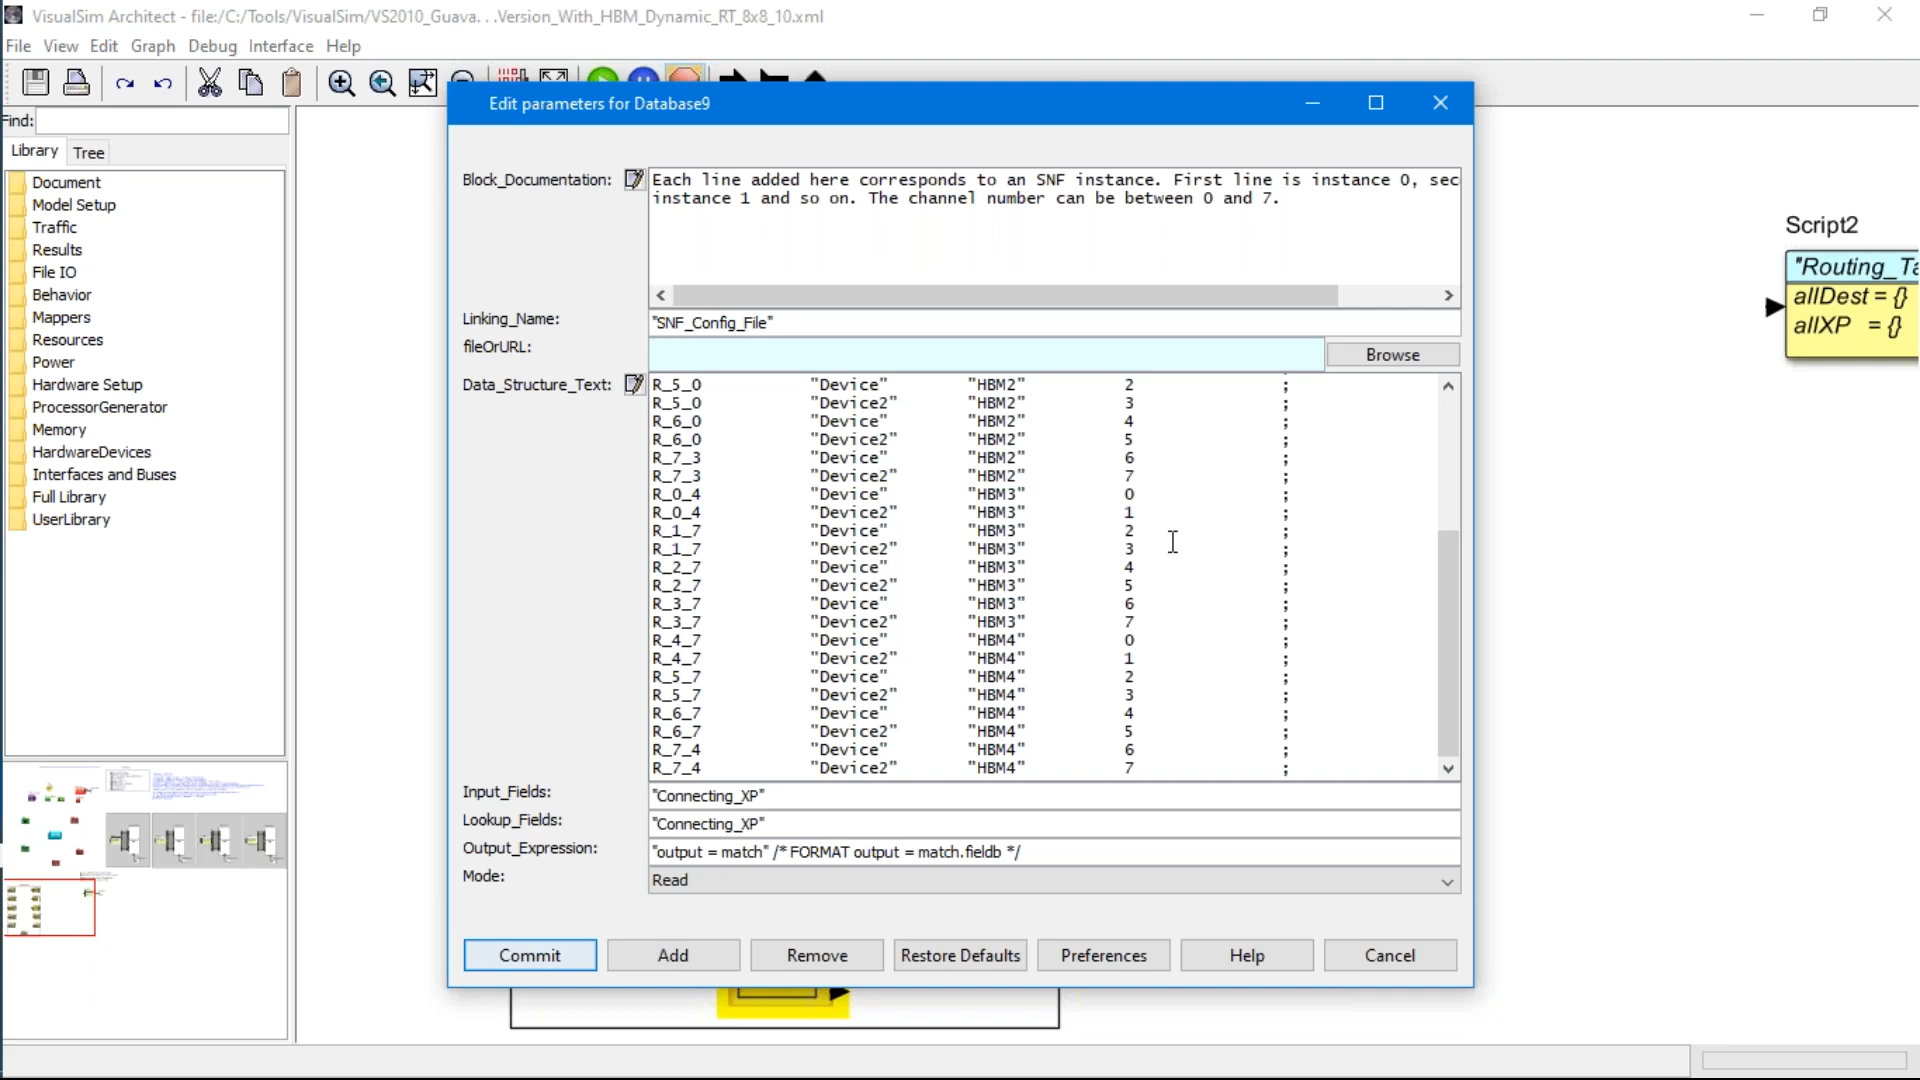 VisualSim Architect - file:/C:/Tools/VisualSim/VS2010_Guava. . .Version_With_HBM_Dynamic_RT_8x8_10.xml
File View Edit Graph Debug Interface Help
Find:
Library Tree
Document
Model Setup
Traffic
Results
File IO
Behavior
Mappers
Resources
Power
Hardware Setup
ProcessorGenerator
Memory
HardwareDevices
Interfaces and Buses
Full Library
UserLibrary
Edit parameters for Database9
Block_Documentation:
Each line added here corresponds to an SNF instance. First line is instance 0, sec
instance 1 and so on. The channel number can be between 0 and 7.
Linking_Name: "SNF_Config_File"
fileOrURL: Browse
Data_Structure_Text:
R_5_0 "Device" "HBM2" 2 ;
R_5_0 "Device2" "HBM2" 3 ;
R_6_0 "Device" "HBM2" 4 ;
R_6_0 "Device2" "HBM2" 5 ;
R_7_3 "Device" "HBM2" 6 ;
R_7_3 "Device2" "HBM2" 7 ;
R_0_4 "Device" "HBM3" 0 ;
R_0_4 "Device2" "HBM3" 1 ;
R_1_7 "Device" "HBM3" 2 ;
R_1_7 "Device2" "HBM3" 3 ;
R_2_7 "Device" "HBM3" 4 ;
R_2_7 "Device2" "HBM3" 5 ;
R_3_7 "Device" "HBM3" 6 ;
R_3_7 "Device2" "HBM3" 7 ;
R_4_7 "Device" "HBM4" 0 ;
R_4_7 "Device2" "HBM4" 1 ;
R_5_7 "Device" "HBM4" 2 ;
R_5_7 "Device2" "HBM4" 3 ;
R_6_7 "Device" "HBM4" 4 ;
R_6_7 "Device2" "HBM4" 5 ;
R_7_4 "Device" "HBM4" 6 ;
R_7_4 "Device2" "HBM4" 7 ;
Input_Fields: "Connecting_XP"
Lookup_Fields: "Connecting_XP"
Output_Expression: "output = match" /* FORMAT output = match.fieldb */
Mode: Read
Commit Add Remove Restore Defaults Preferences Help Cancel
Script2
"Routing_Ta
allDest = {}
allXP = {}